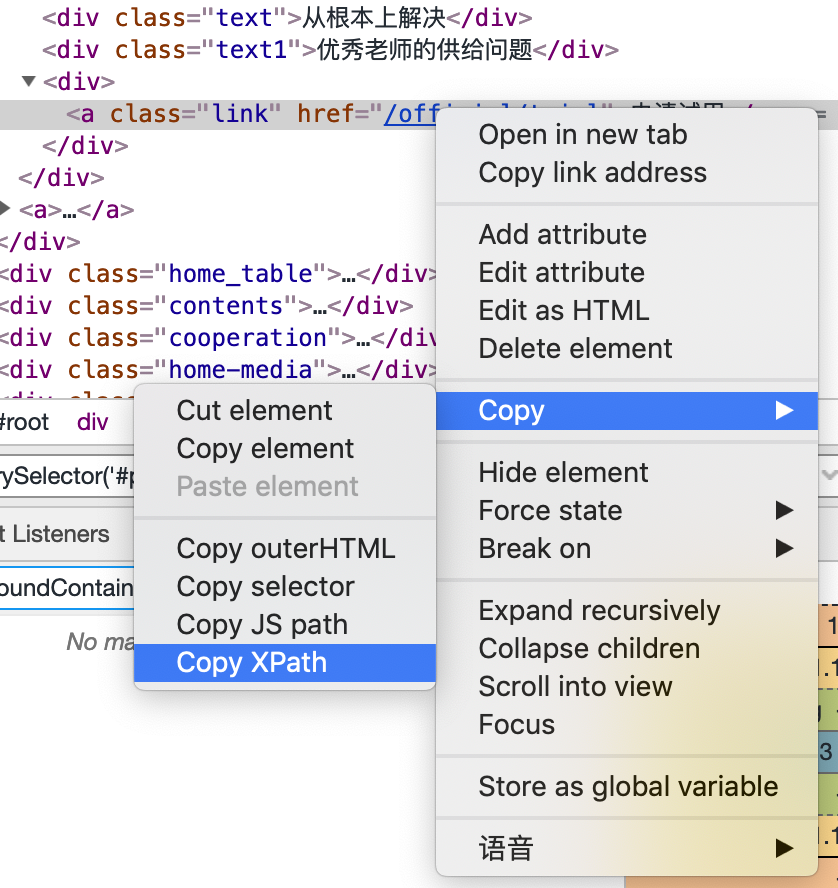 <div class="text">从根本上解决</div>
<div class="text1">优秀老师的供给问题</div>
<div>
<a class="link" href="
</div>
</div>
<a>…</a>
</div>
<div class="home_table">…</div>
<div class="contents">…</div>
<div class="cooperation">…</div
<div class="home-media">…</div>
#root div
rySelector('#p
t Listeners
oundContain
No ma
Open in new tab
Copy link address
Add attribute
Edit attribute
Edit as HTML
Delete element
Copy
Hide element
Force state
Break on
Expand recursively
Collapse children
Scroll into view
Focus
Store as global variable
语音
Cut element
Copy element
Paste element
Copy outerHTML
Copy selector
Copy JS path
Copy XPath